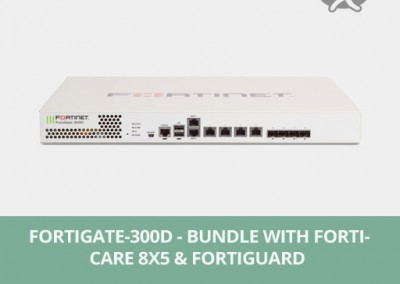 FORTINET
FORTINET
FORTIGATE-300D - BUNDLE WITH FORTI-
CARE 8X5 & FORTIGUARD